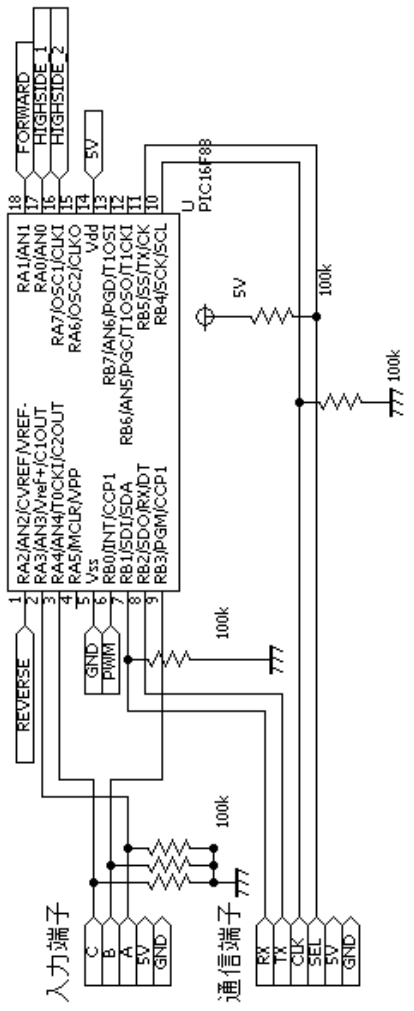 FORWARD
HIGHSIDE_1
HIGHSIDE_2
5V
18
17
16
15
14
13
12
11
10
RA1/AN1
RA0/AN0
RA7/OSC1/CLKI
RA6/OSC2/CLKO
Vdd
RB7/AN6/PGD/T1OSI
RB6/AN5/PGC/T1OSO/T1CKI
RB5/SS/TX/CK
RB4/SCK/SCL
U
PIC16F88
RA2/AN2/CVREF/VREF-
RA3/AN3/Vref+/C1OUT
RA4/AN4/T0CKI/C2OUT
RA5/MCLR/VPP
Vss
RB0/INT/CCP1
RB1/SDI/SDA
RB2/SDO/RX/DT
RB3/PGM/CCP1
1
2
3
4
5
6
7
8
9
REVERSE
GND
PWM
5V
100k
100k
100k
100k
入力端子
C
B
A
5V
GND
通信端子
RX
TX
CLK
SEL
5V
GND